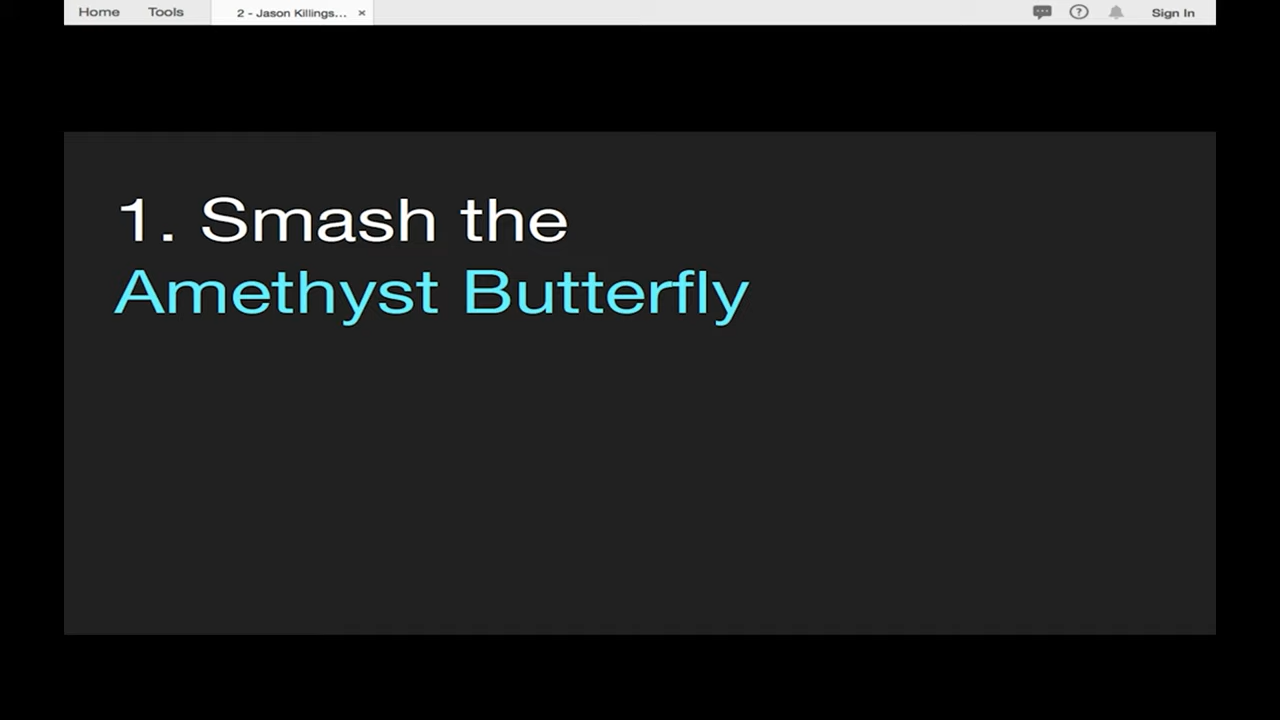 Home Tools 2 - Jason Killings... × Sign In
1. Smash the
Amethyst Butterfly